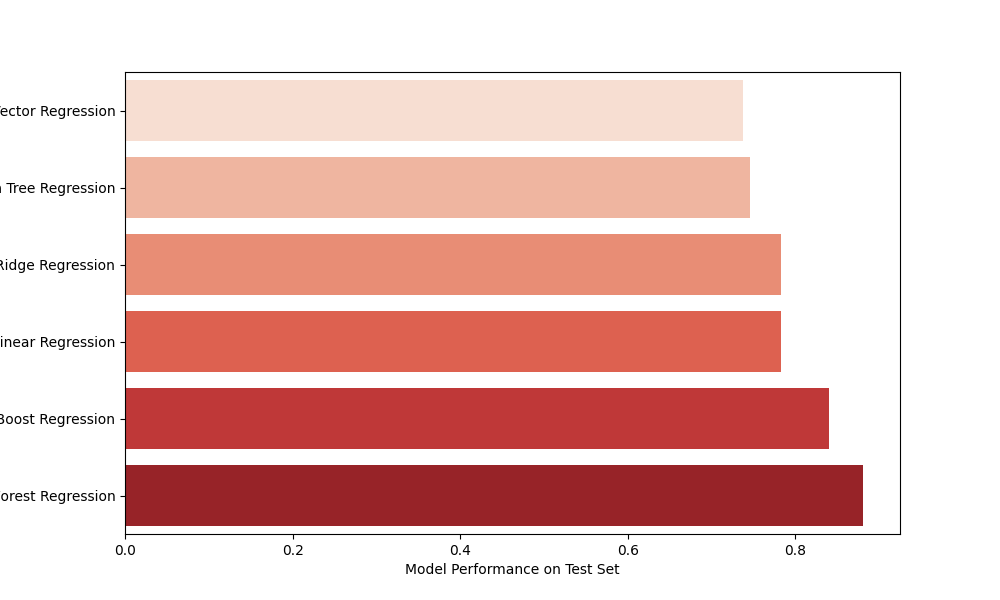 Vector Regression
Tree Regression
Ridge Regression
inear Regression
Boost Regression
orest Regression
0.0 0.2 0.4 0.6 0.8
Model Performance on Test Set